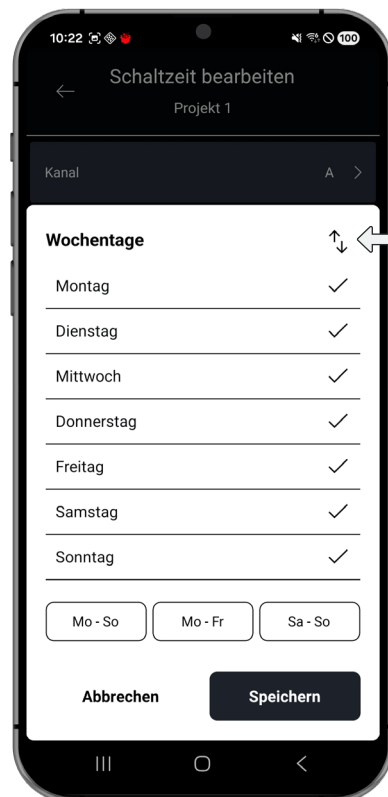 10:22 100
Schaltzeit bearbeiten
Projekt 1
Kanal A
Wochentage
Montag
Dienstag
Mittwoch
Donnerstag
Freitag
Samstag
Sonntag
Mo - So Mo - Fr Sa - So
Abbrechen Speichern